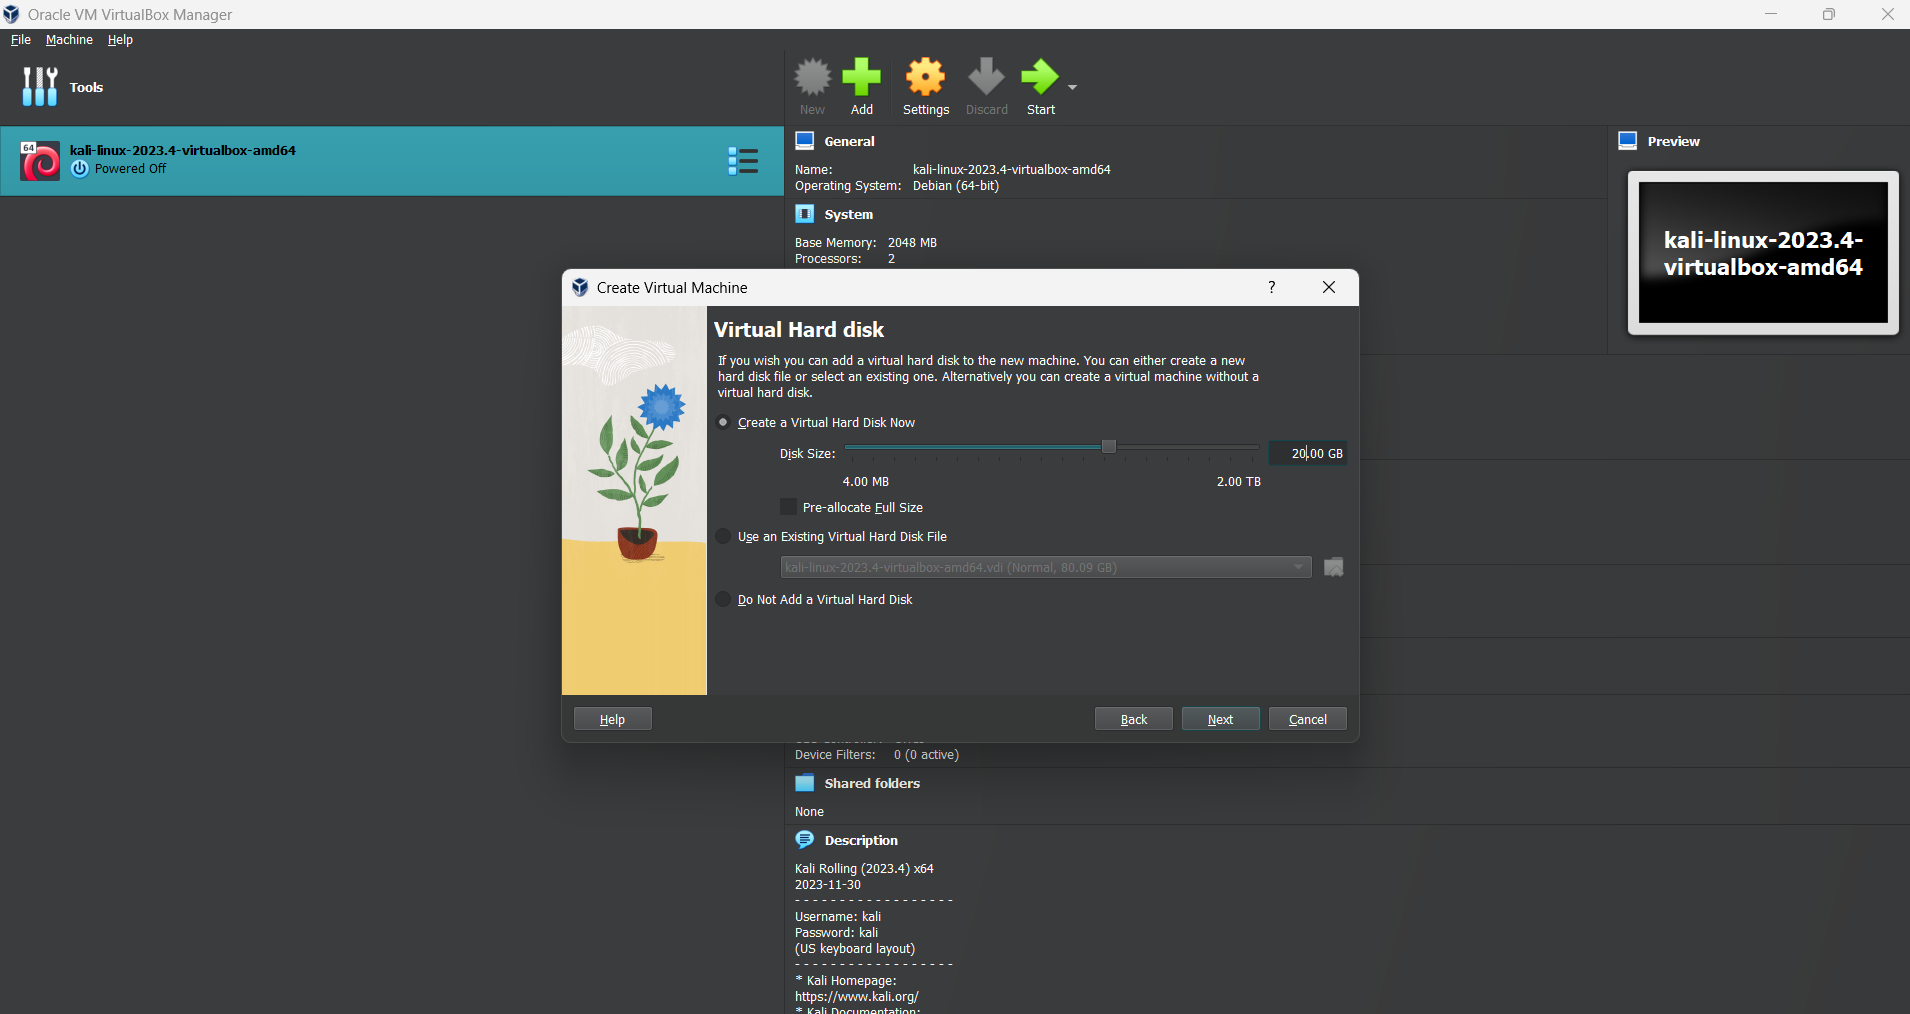 Oracle VM VirtualBox Manager
File Machine Help
Tools
New Add Settings Discard Start
64
kali-linux-2023.4-virtualbox-amd64
Powered Off
General
Name: kali-linux-2023.4-virtualbox-amd64
Operating System: Debian (64-bit)
System
Base Memory: 2048 MB
Processors: 2
Preview
kali-linux-2023.4-
virtualbox-amd64
Create Virtual Machine
?
Virtual Hard disk
If you wish you can add a virtual hard disk to the new machine. You can either create a new
hard disk file or select an existing one. Alternatively you can create a virtual machine without a
virtual hard disk.
Create a Virtual Hard Disk Now
Disk Size: 20.00 GB
4.00 MB 2.00 TB
Pre-allocate Full Size
Use an Existing Virtual Hard Disk File
kali-linux-2023.4-virtualbox-amd64.vdi (Normal, 80.09 GB)
Do Not Add a Virtual Hard Disk
Help Back Next Cancel
Device Filters: 0 (0 active)
Shared folders
None
Description
Kali Rolling (2023.4) x64
2023-11-30
- - - - - - - - - - - - - - - - - -
Username: kali
Password: kali
(US keyboard layout)
- - - - - - - - - - - - - - - - - -
* Kali Homepage:
https://www.kali.org/
* Kali Documentation: